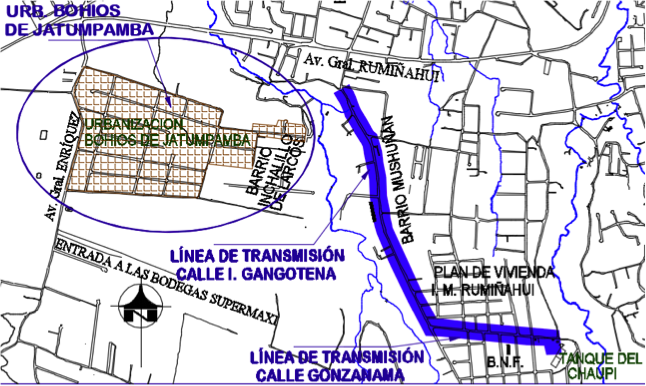 URB. BOHIOS
DE JATUMPAMBA
Av. Gral. RUMIÑAHUI
URBANIZACION
BOHIOS DE JATUMPAMBA
Av. Gral. ENRÍQUEZ
BARRIO
INCHALILLO
DE LARCOS
BARRIO MUSHUÑAN
LÍNEA DE TRANSMISIÓN
CALLE I. GANGOTENA
ENTRADA A LAS BODEGAS SUPERMAXI
PLAN DE VIVIENDA
I. M. RUMIÑAHUI
LÍNEA DE TRANSMISIÓN
CALLE GONZANAMA
B.N.F.
TANQUE DEL
CHAUPI